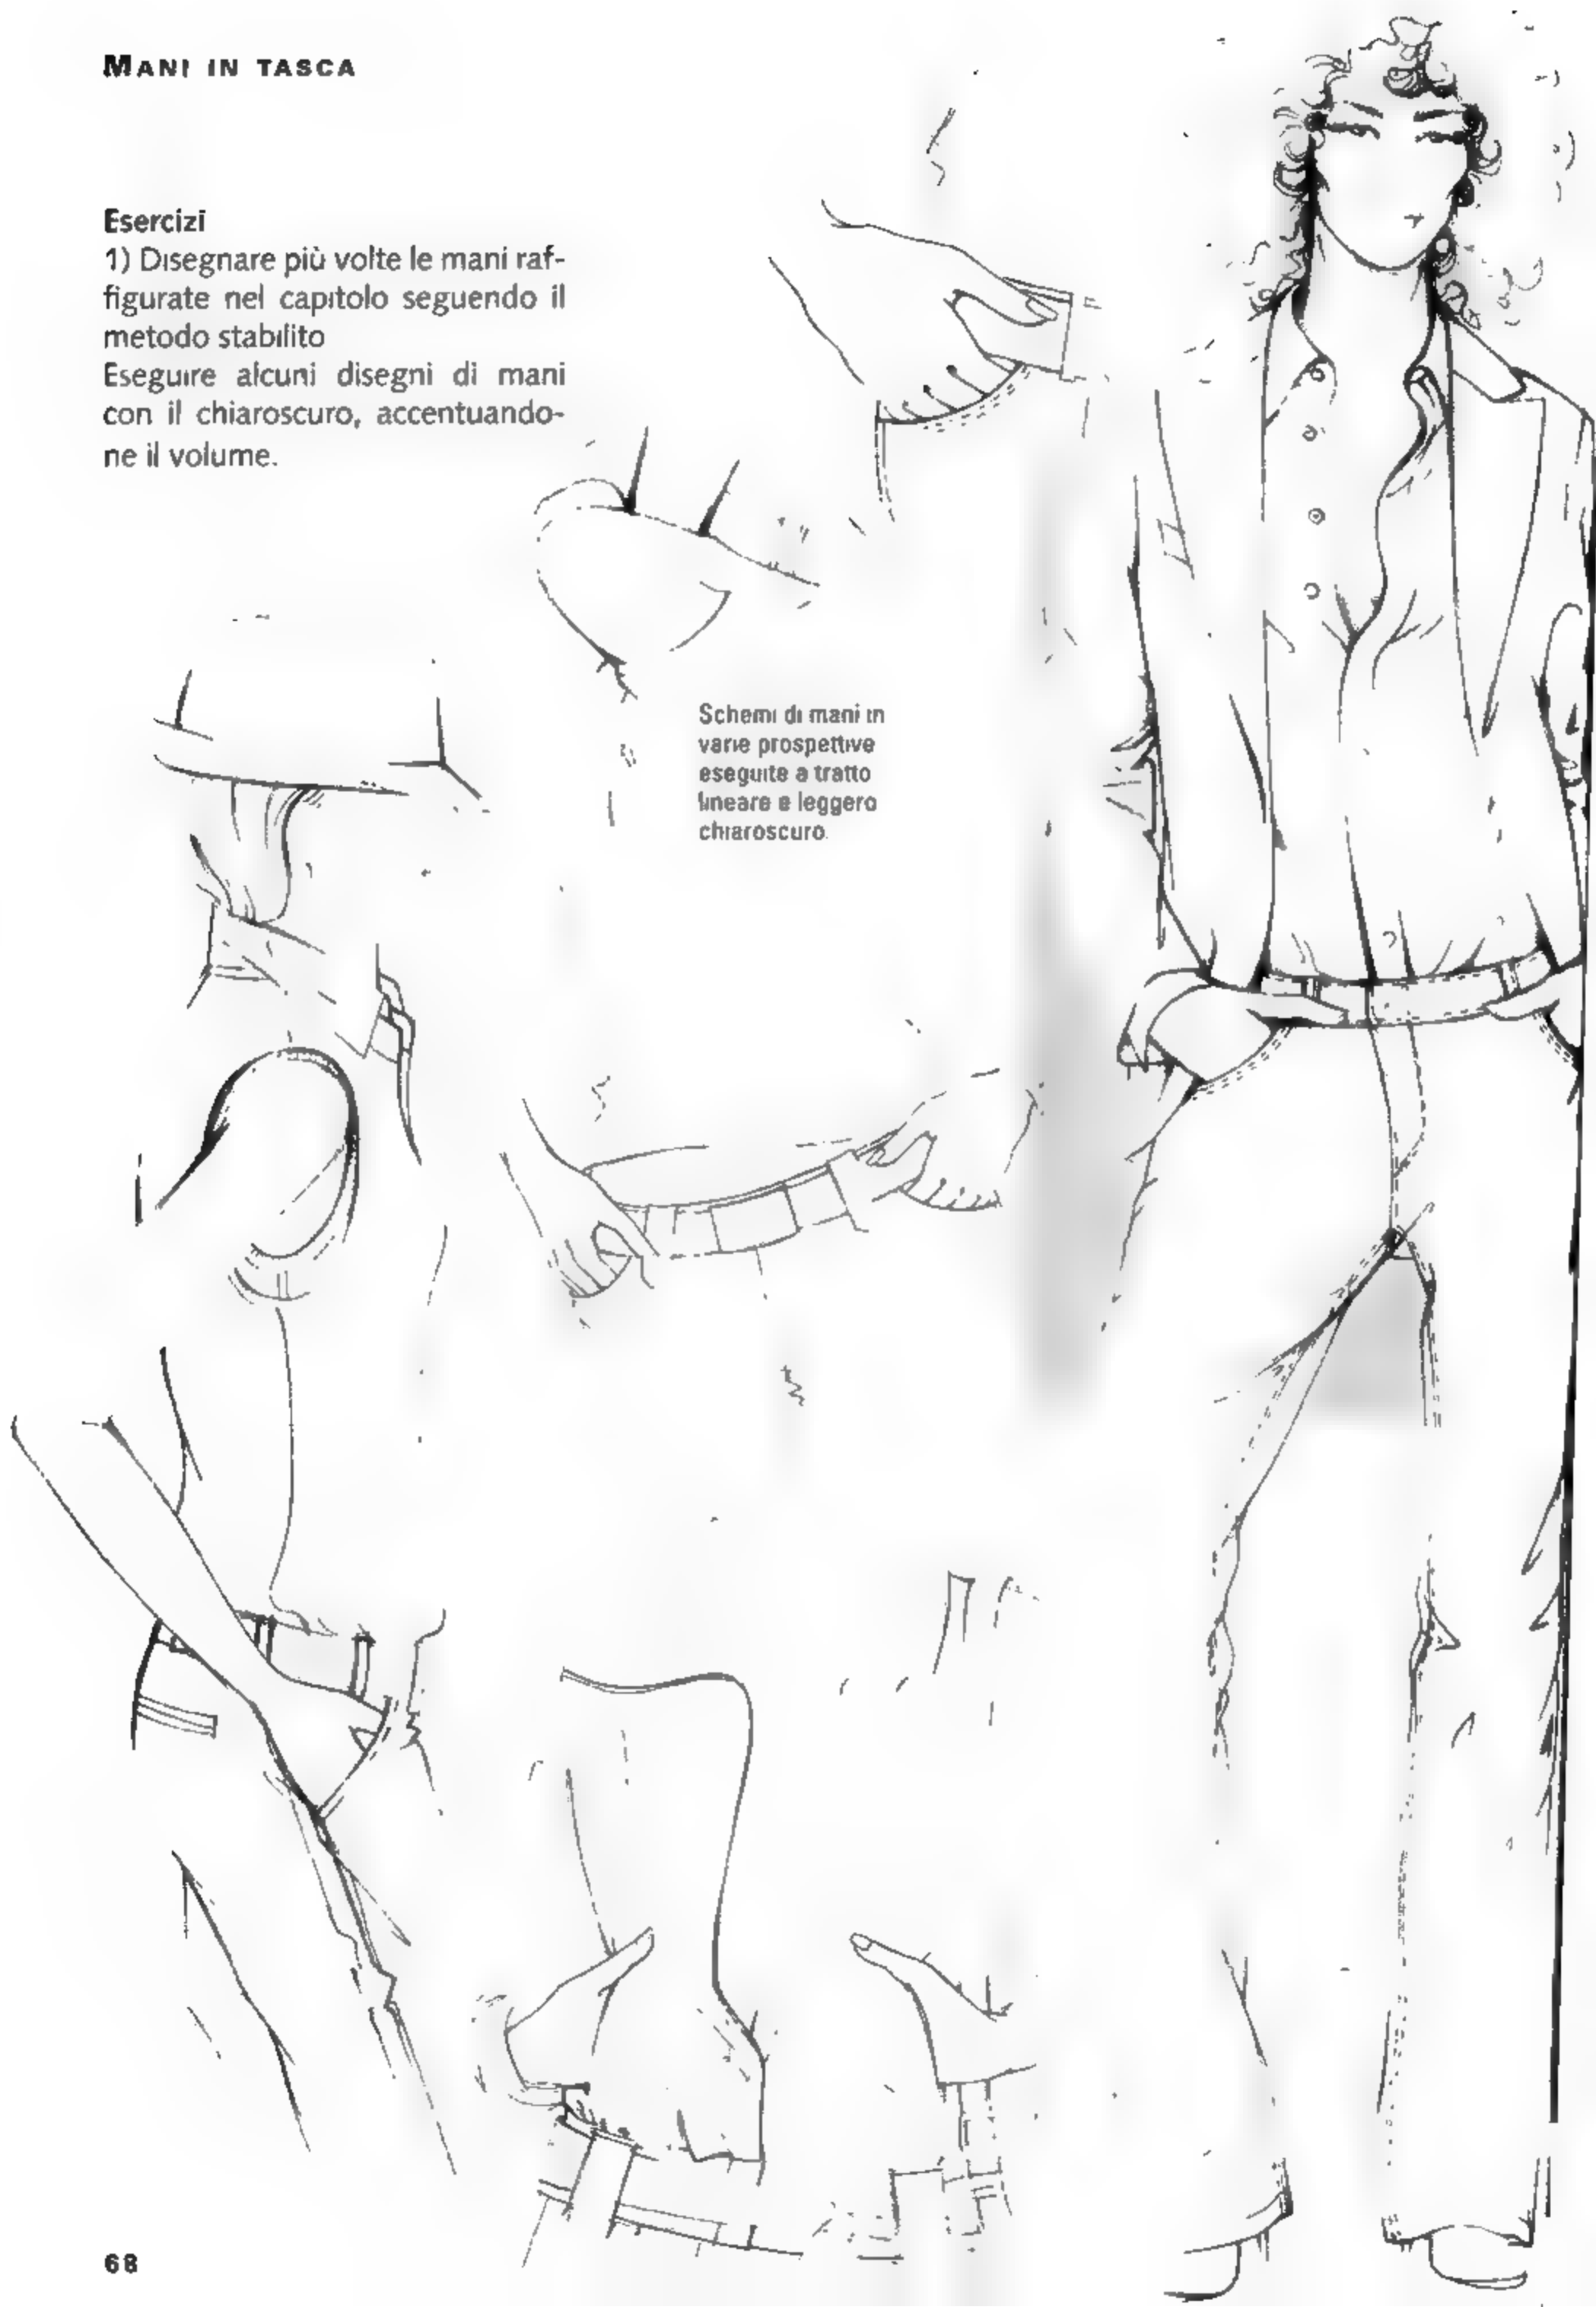 MANI IN TASCA
Esercizi
1) Disegnare più volte le mani raf-
figurate nel capitolo seguendo il
metodo stabilito
Eseguire alcuni disegni di mani
con il chiaroscuro, accentuando-
ne il volume.
Schemi di mani in
varie prospettive
eseguite a tratto
lineare e leggero
chiaroscuro.
68